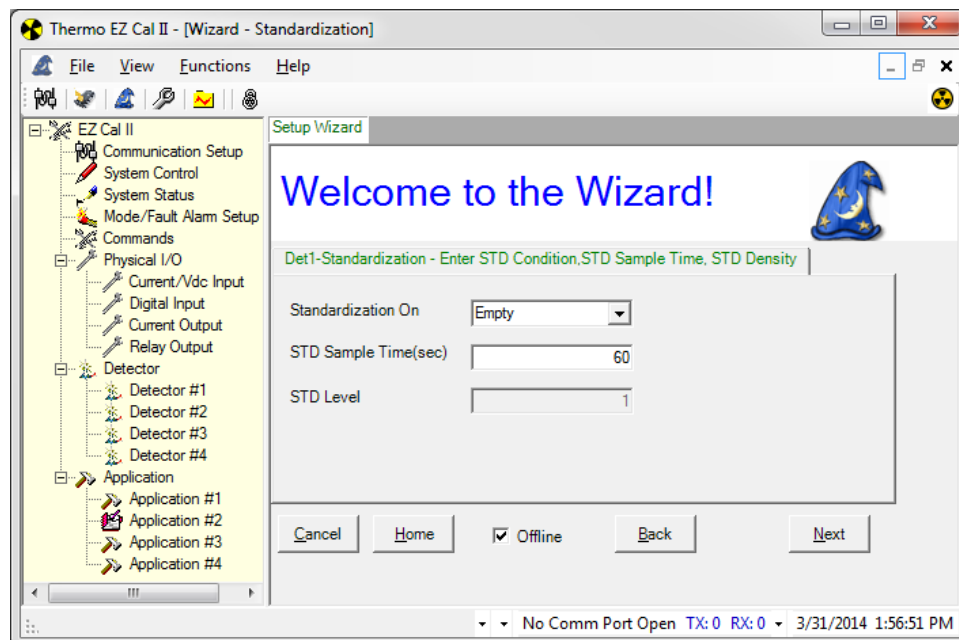 Thermo EZ Cal II - [Wizard - Standardization]
File View Functions Help
EZ Cal II
Communication Setup
System Control
System Status
Mode/Fault Alarm Setup
Commands
Physical I/O
Current/Vdc Input
Digital Input
Current Output
Relay Output
Detector
Detector #1
Detector #2
Detector #3
Detector #4
Application
Application #1
Application #2
Application #3
Application #4
Setup Wizard
Welcome to the Wizard!
Det1-Standardization - Enter STD Condition,STD Sample Time, STD Density
Standardization On Empty
STD Sample Time(sec) 60
STD Level 1
Cancel Home Offline Back Next
No Comm Port Open TX: 0 RX: 0 3/31/2014 1:56:51 PM